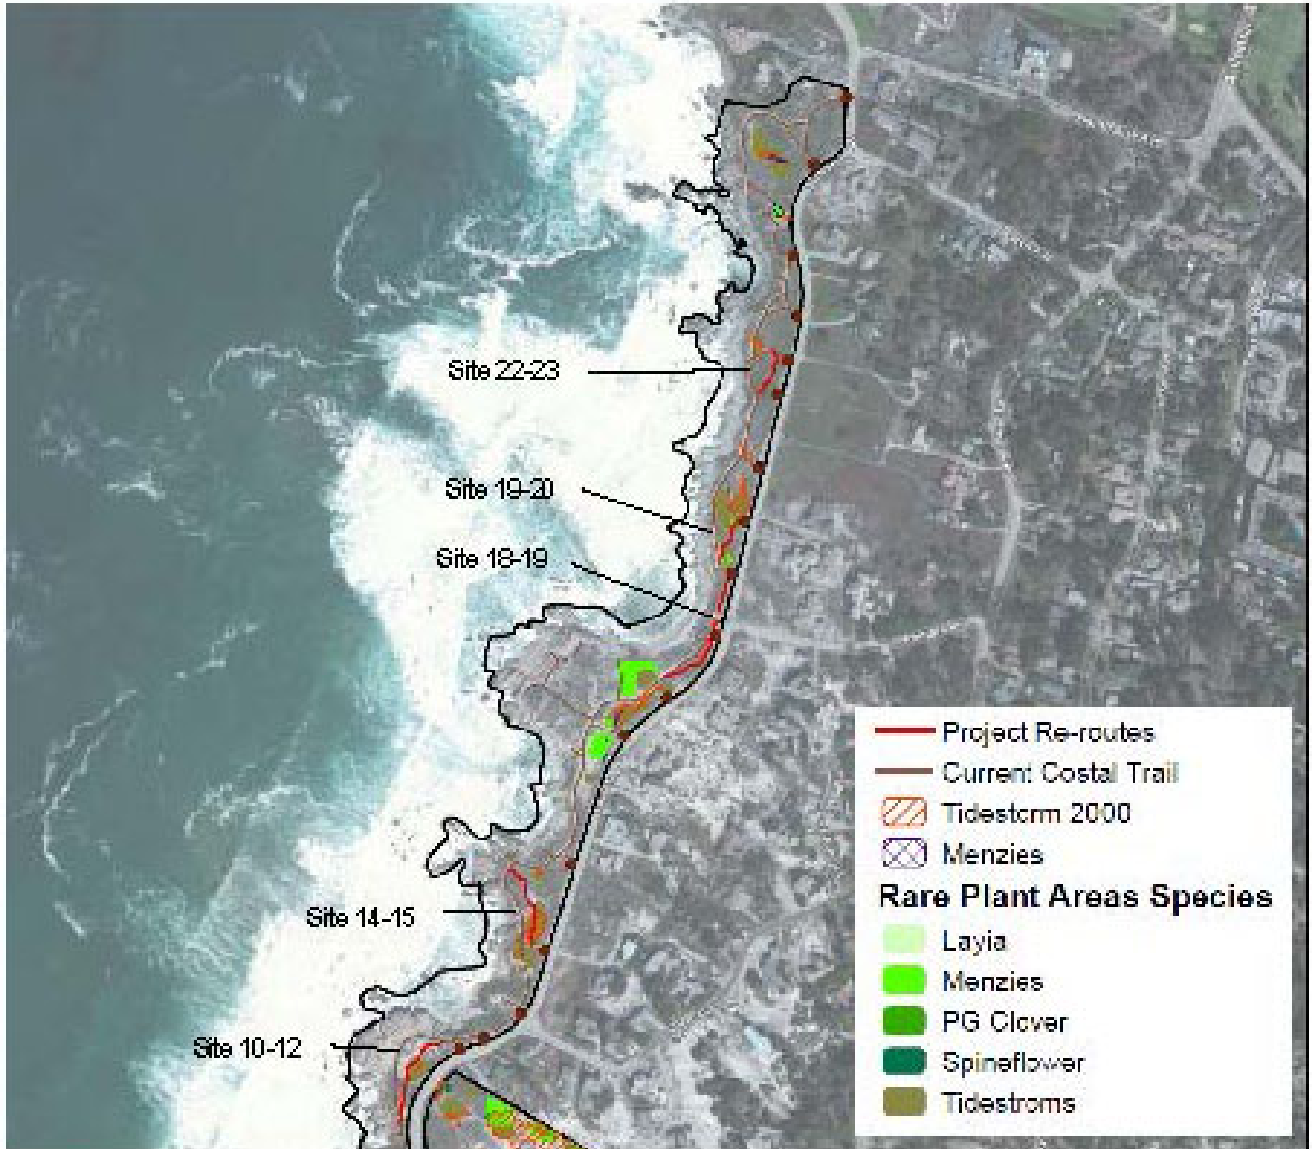 Site 22-23
Site 19-20
Site 18-19
Site 14-15
Site 10-12
Project Re-routes
Current Costal Trail
Tidestorm 2000
Menzies
Rare Plant Areas Species
Layia
Menzies
PG Clover
Spineflower
Tidestroms